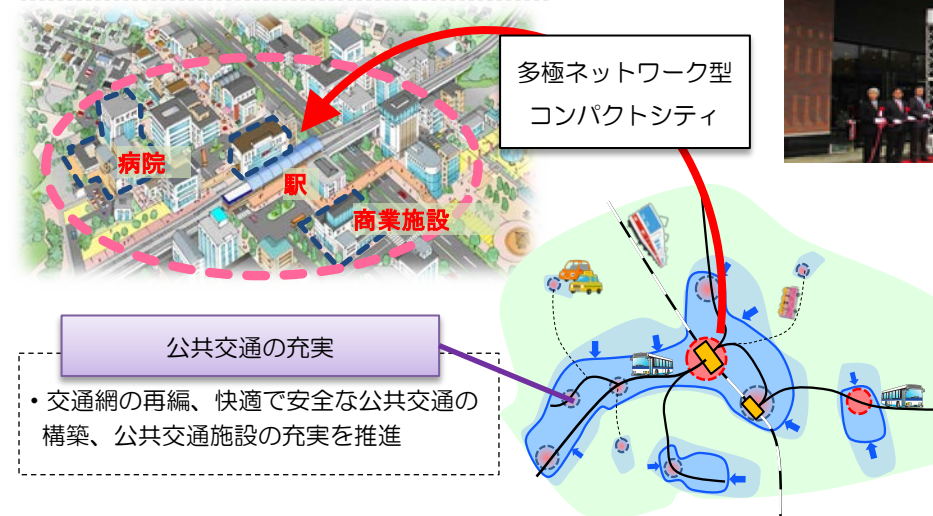 多極ネットワーク型
コンパクトシティ
病院
駅
商業施設
公共交通の充実
・交通網の再編、快適で安全な公共交通の
構築、公共交通施設の充実を推進